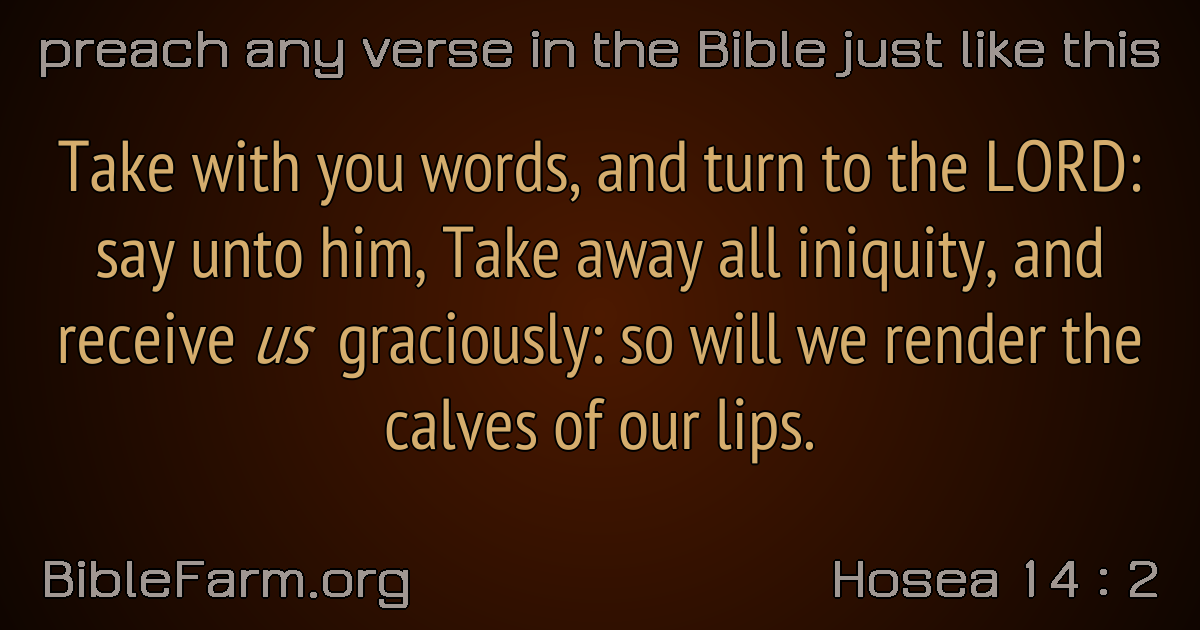 preach any verse in the Bible just like this
Take with you words, and turn to the LORD:
say unto him, Take away all iniquity, and
receive us graciously: so will we render the
calves of our lips.
BibleFarm.org
Hosea 14 : 2